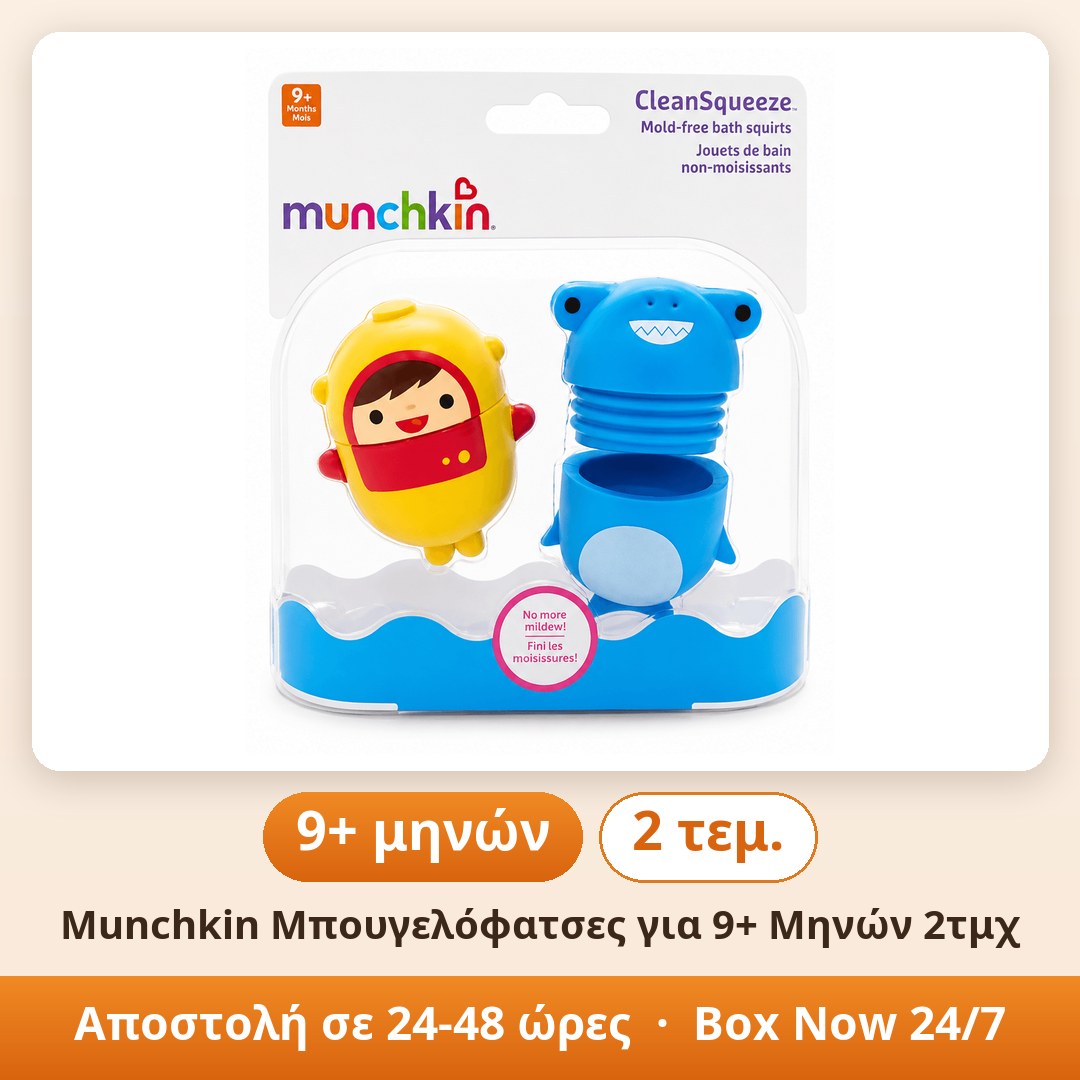 9+
Months
Mois
CleanSqueeze™
Mold-free bath squirts
Jouets de bain
non-moisissants
munchkin®
No more
mildew!
Fini les
moisissures!
9+ μηνών
2 τεμ.
Munchkin Μπουγελόφατσες για 9+ Μηνών 2τμχ
Αποστολή σε 24-48 ώρες · Box Now 24/7